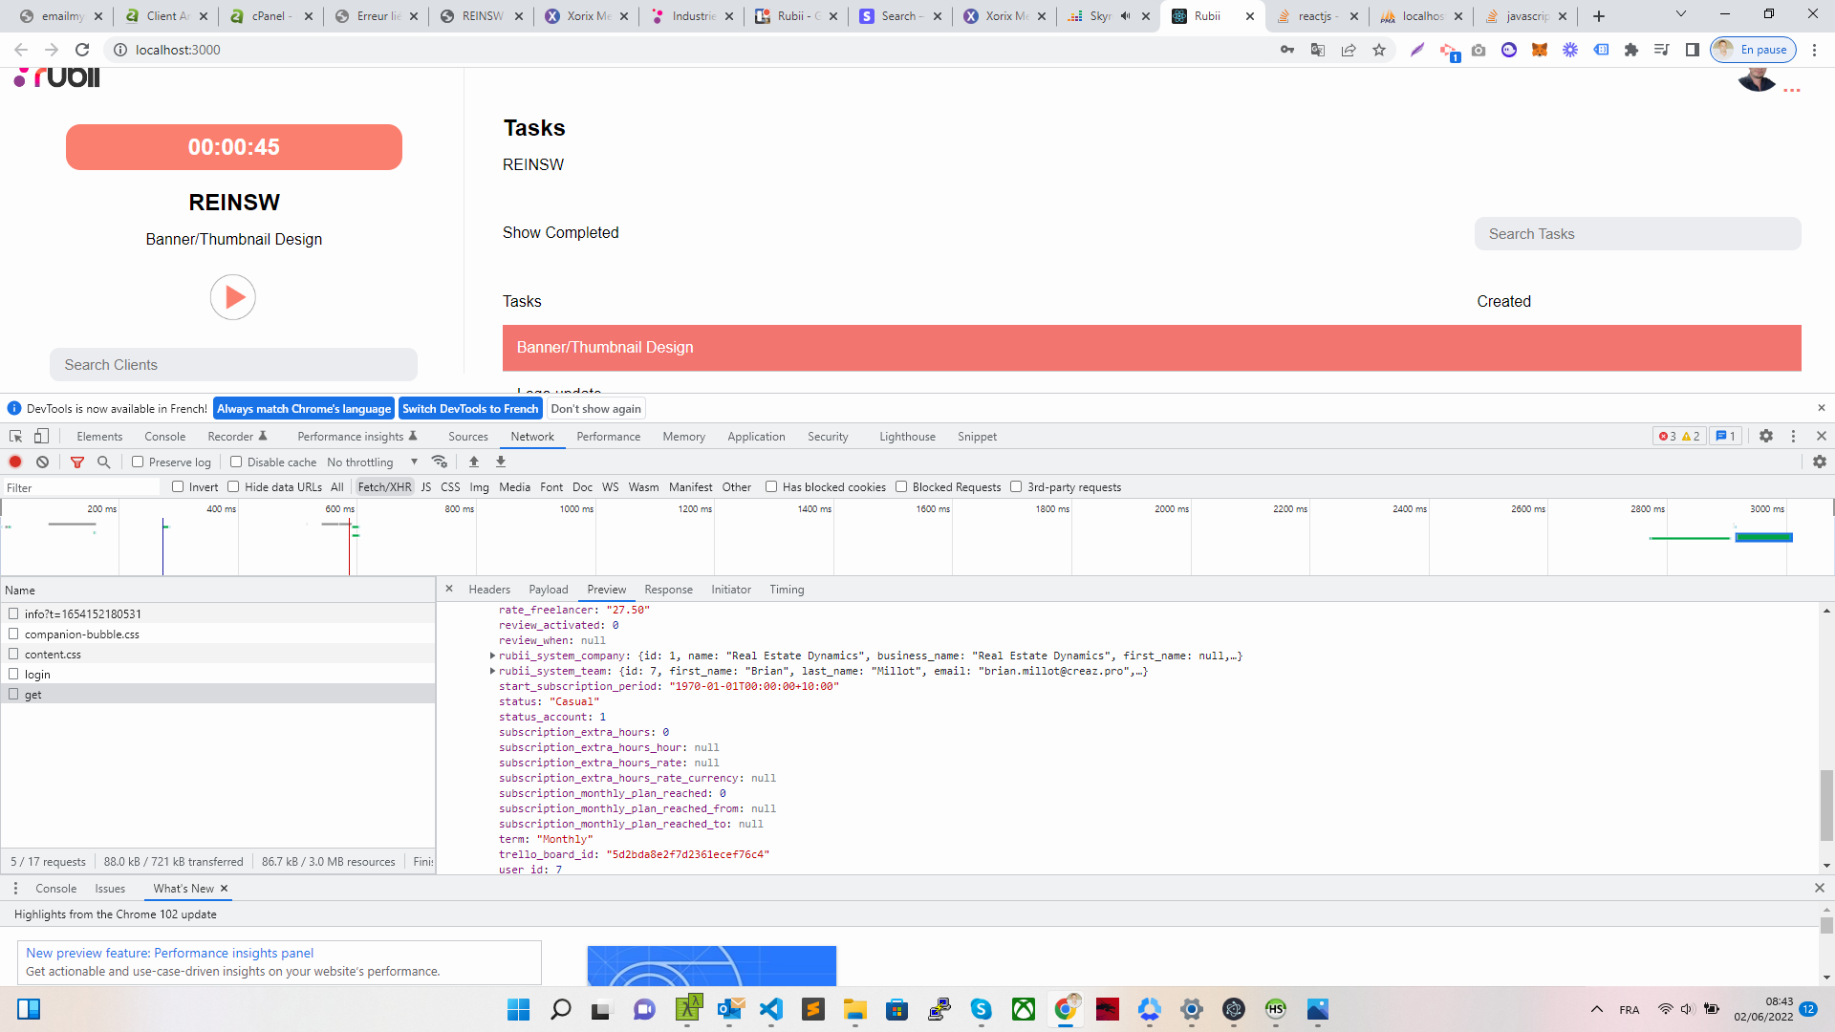 emailmy
Client A
cPanel -
Erreur lié
REINSW
Xorix Me
Industrie
Rubii - G
Search -
Xorix Me
Skyr
Rubii
reactjs -
localhos
javascrip
localhost:3000
1
En pause
rubii
00:00:45
REINSW
Banner/Thumbnail Design
Search Clients
Tasks
REINSW
Show Completed
Search Tasks
Tasks
Created
Banner/Thumbnail Design
Logo update
DevTools is now available in French!
Always match Chrome's language
Switch DevTools to French
Don't show again
Elements
Console
Recorder
Performance insights
Sources
Network
Performance
Memory
Application
Security
Lighthouse
Snippet
3
2
1
Preserve log
Disable cache
No throttling
Filter
Invert
Hide data URLs
All
Fetch/XHR
JS
CSS
Img
Media
Font
Doc
WS
Wasm
Manifest
Other
Has blocked cookies
Blocked Requests
3rd-party requests
200 ms
400 ms
600 ms
800 ms
1000 ms
1200 ms
1400 ms
1600 ms
1800 ms
2000 ms
2200 ms
2400 ms
2600 ms
2800 ms
3000 ms
Name
info?t=1654152180531
companion-bubble.css
content.css
login
get
5 / 17 requests
88.0 kB / 721 kB transferred
86.7 kB / 3.0 MB resources
Finis
Headers
Payload
Preview
Response
Initiator
Timing
rate_freelancer: "27.50"
review_activated: 0
review_when: null
rubii_system_company: {id: 1, name: "Real Estate Dynamics", business_name: "Real Estate Dynamics", first_name: null,…}
rubii_system_team: {id: 7, first_name: "Brian", last_name: "Millot", email: "brian.millot@creaz.pro",…}
start_subscription_period: "1970-01-01T00:00:00+10:00"
status: "Casual"
status_account: 1
subscription_extra_hours: 0
subscription_extra_hours_hour: null
subscription_extra_hours_rate: null
subscription_extra_hours_rate_currency: null
subscription_monthly_plan_reached: 0
subscription_monthly_plan_reached_from: null
subscription_monthly_plan_reached_to: null
term: "Monthly"
trello_board_id: "5d2bda8e2f7d2361ecef76c4"
user_id: 7
Console
Issues
What's New
Highlights from the Chrome 102 update
New preview feature: Performance insights panel
Get actionable and use-case-driven insights on your website's performance.
HS
FRA
08:43
02/06/2022
12